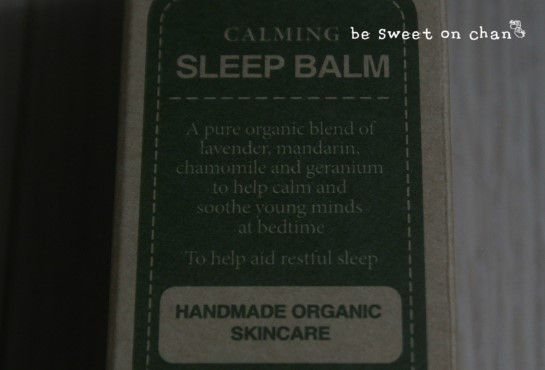 be sweet on chan
CALMING
SLEEP BALM
A pure organic blend of
lavender, mandarin,
chamomile and geranium
to help calm and
soothe young minds
at bedtime
To help aid restful sleep
HANDMADE ORGANIC
SKINCARE